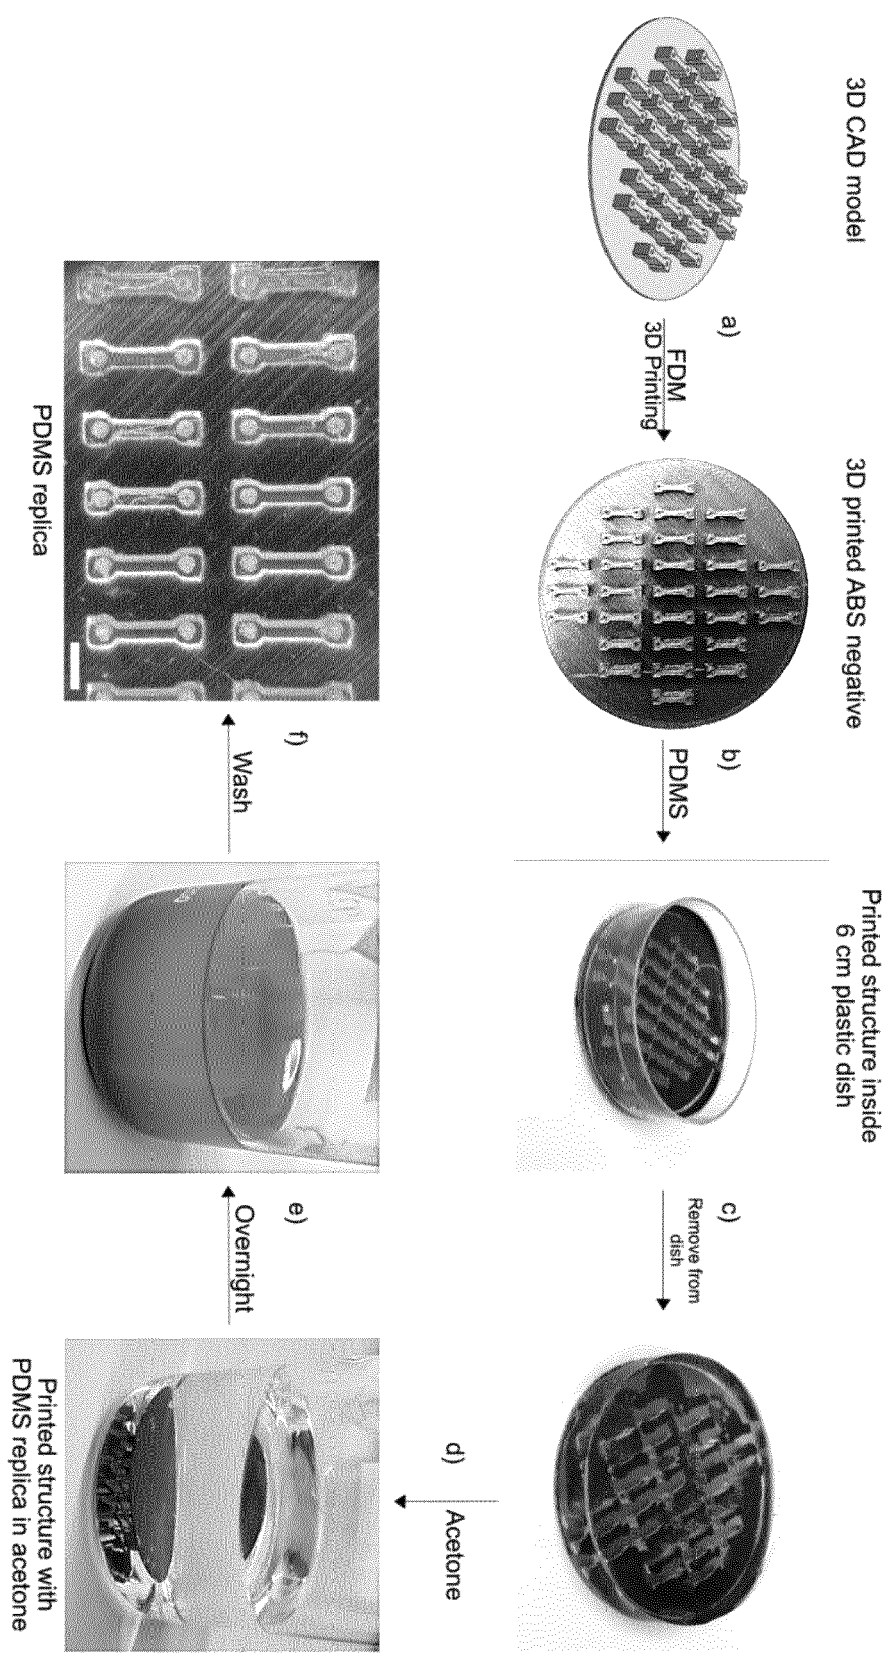 3D CAD model
a)
FDM
3D Printing
3D printed ABS negative
b)
PDMS
Printed structure inside
6 cm plastic dish
c)
Remove from
dish
d)
Acetone
Printed structure with
PDMS replica in acetone
e)
Overnight
f)
Wash
PDMS replica